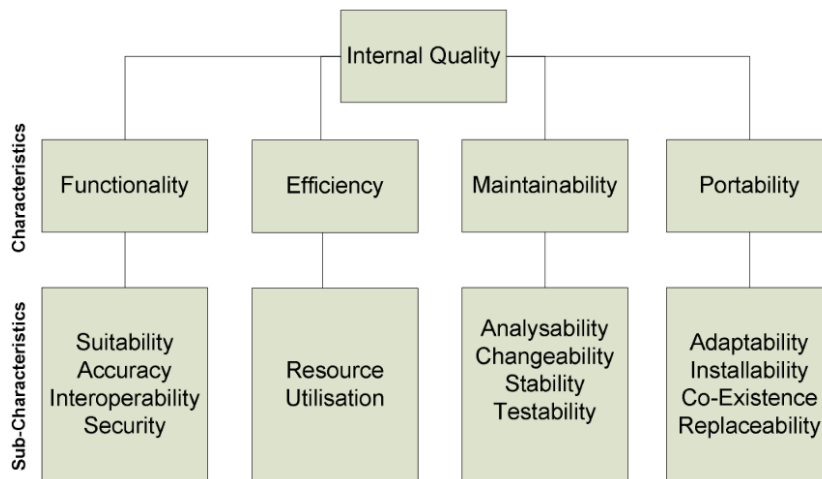 Internal Quality
Characteristics
Functionality
Efficiency
Maintainability
Portability
Sub-Characteristics
Suitability
Accuracy
Interoperability
Security
Resource
Utilisation
Analysability
Changeability
Stability
Testability
Adaptability
Installability
Co-Existence
Replaceability